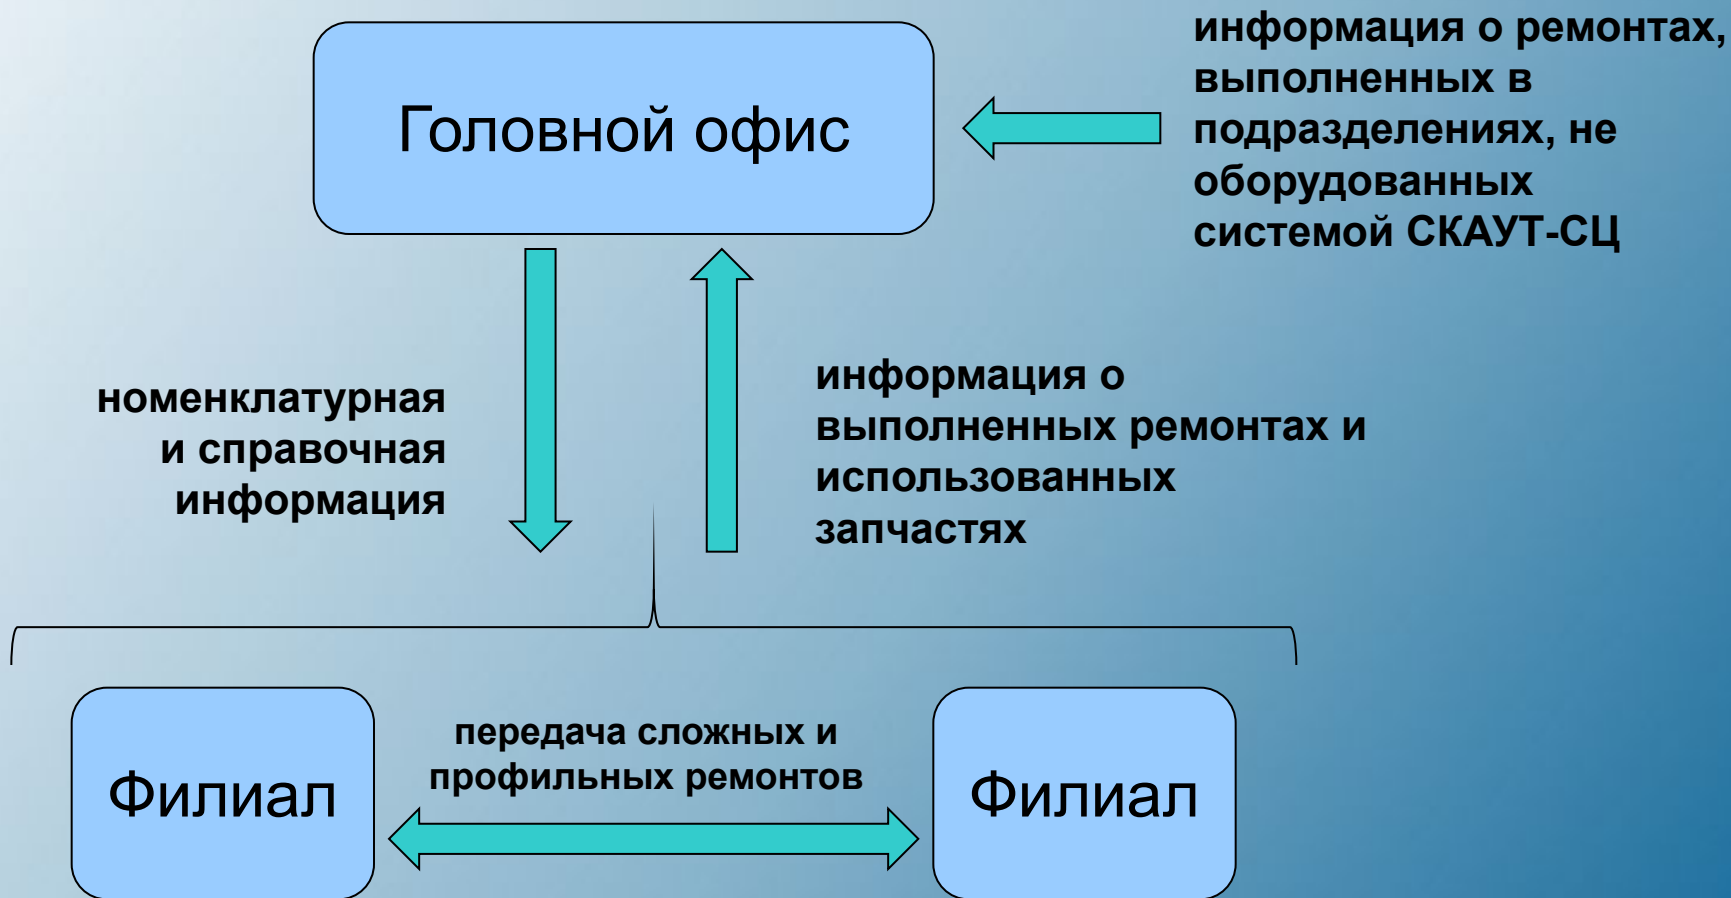 Головной офис
информация о ремонтах,
выполненных в
подразделениях, не
оборудованных
системой СКАУТ-СЦ
номенклатурная
и справочная
информация
информация о
выполненных ремонтах и
использованных
запчастях
Филиал
передача сложных и
профильных ремонтов
Филиал